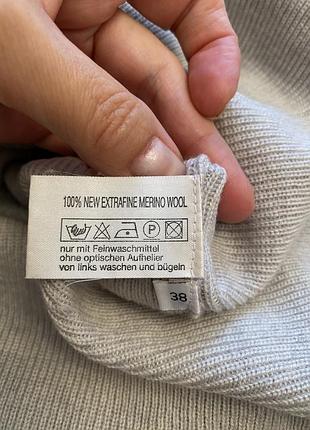 100% NEW EXTRAFINE MERINO WOOL
P
nur mit Feinwaschmittel
ohne optischen Aufheller
von links waschen und bügeln
38